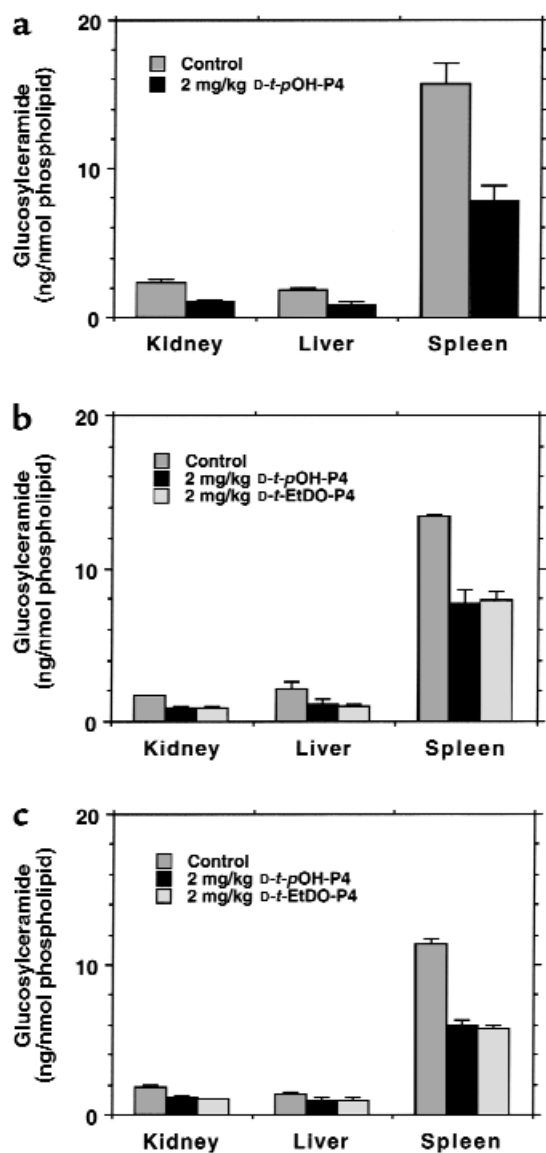 a
Glucosylceramide
(ng/nmol phospholipid)
20
10
0
Control
2 mg/kg D-t-pOH-P4
Kidney Liver Spleen
b
Glucosylceramide
(ng/nmol phospholipid)
20
10
0
Control
2 mg/kg D-t-pOH-P4
2 mg/kg D-t-EtDO-P4
Kidney Liver Spleen
c
Glucosylceramide
(ng/nmol phospholipid)
20
10
0
Control
2 mg/kg D-t-pOH-P4
2 mg/kg D-t-EtDO-P4
Kidney Liver Spleen